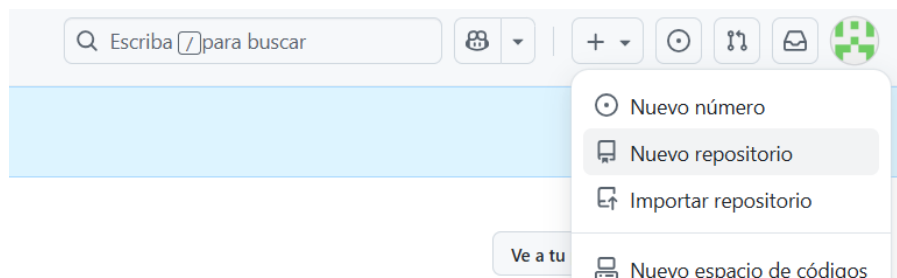 Escriba / para buscar
Nuevo número
Nuevo repositorio
Importar repositorio
Ve a tu
Nuevo espacio de códigos